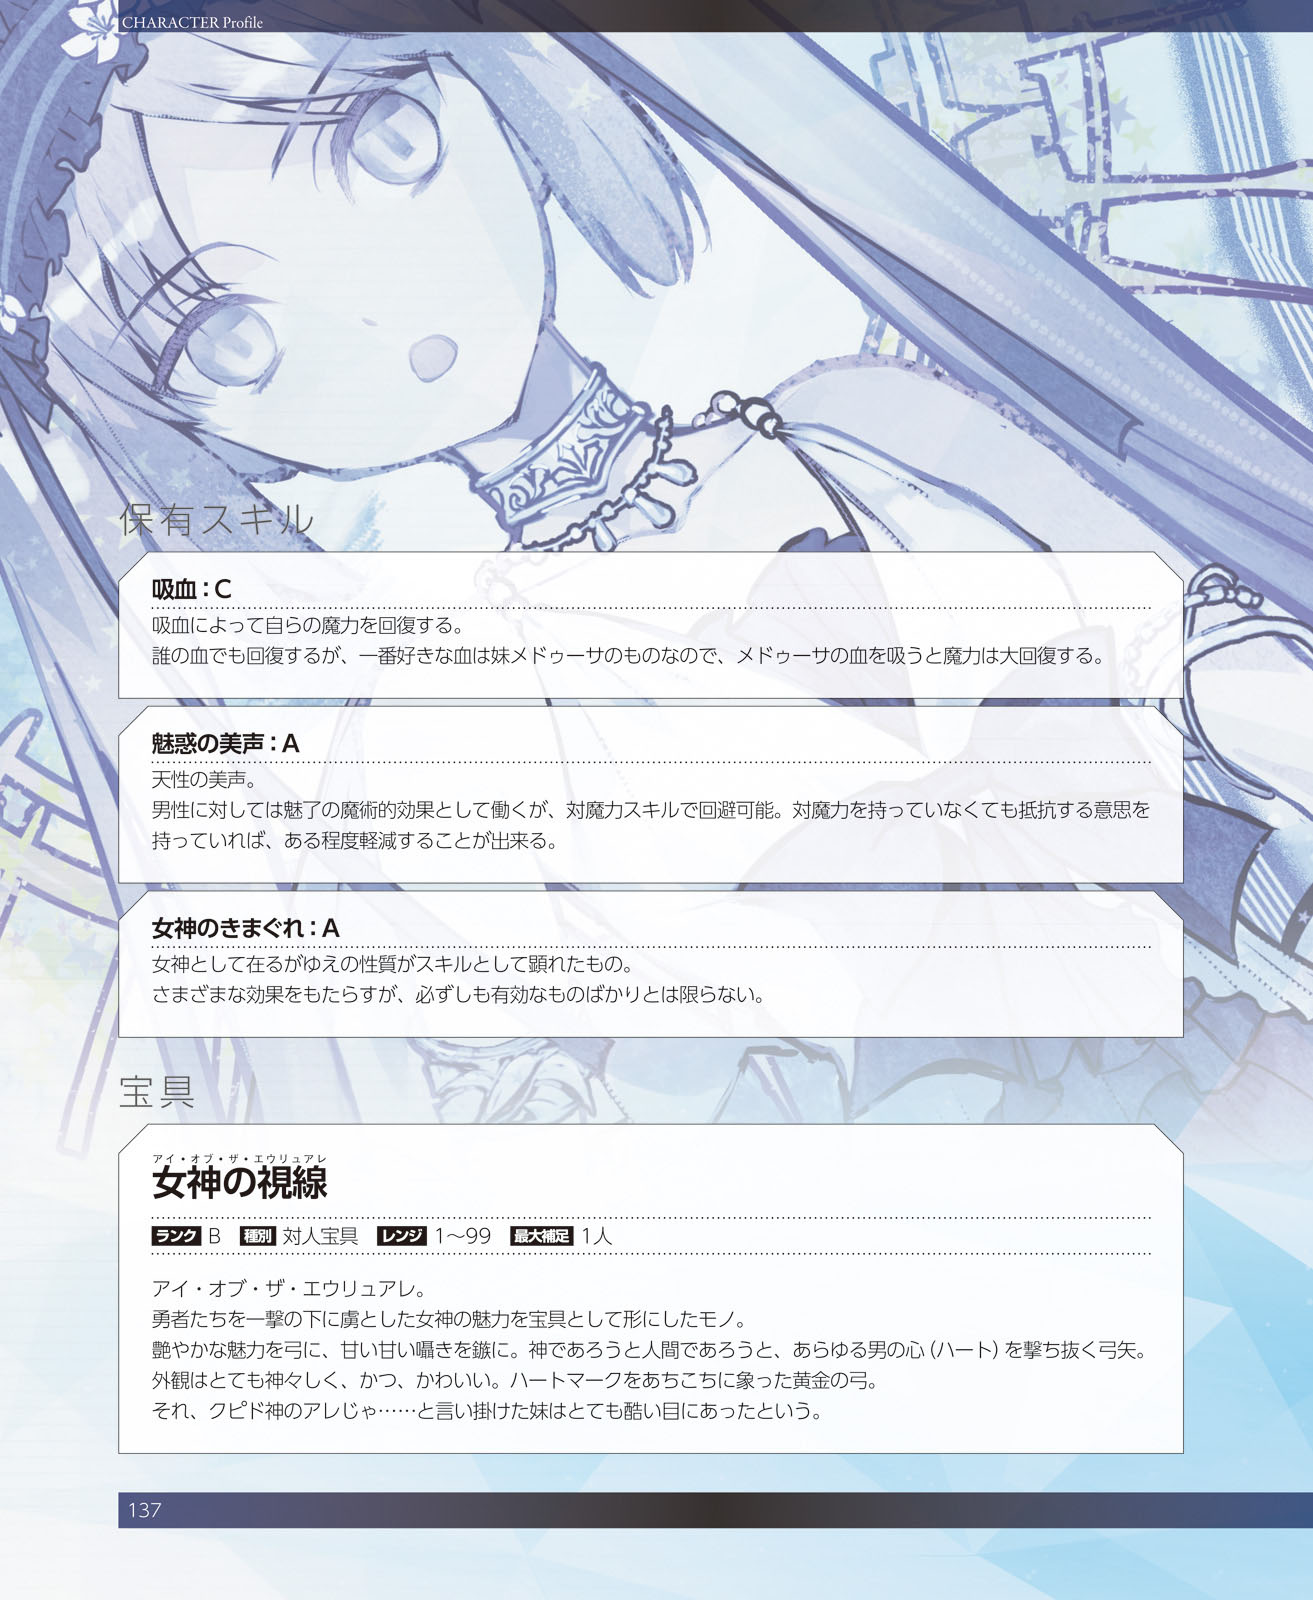 CHARACTER Profile
保有スキル
吸血：C
吸血によって自らの魔力を回復する。
誰の血でも回復するが、一番好きな血は妹メドゥーサのものなので、メドゥーサの血を吸うと魔力は大回復する。
魅惑の美声：A
天性の美声。
男性に対しては魅了の魔術的効果として働くが、対魔力スキルで回避可能。対魔力を持っていなくても抵抗する意思を
持っていれば、ある程度軽減することが出来る。
女神のきまぐれ：A
女神として在るがゆえの性質がスキルとして顕れたもの。
さまざまな効果をもたらすが、必ずしも有効なものばかりとは限らない。
宝具
アイ・オブ・ザ・エウリュアレ
女神の視線
ランク B 種別 対人宝具 レンジ 1～99 最大補足 1人
アイ・オブ・ザ・エウリュアレ。
勇者たちを一撃の下に虜とした女神の魅力を宝具として形にしたモノ。
艶やかな魅力を弓に、甘い甘い囁きを鏃に。神であろうと人間であろうと、あらゆる男の心（ハート）を撃ち抜く弓矢。
外観はとても神々しく、かつ、かわいい。ハートマークをあちこちに象った黄金の弓。
それ、クピド神のアレじゃ……と言い掛けた妹はとても酷い目にあったという。
137